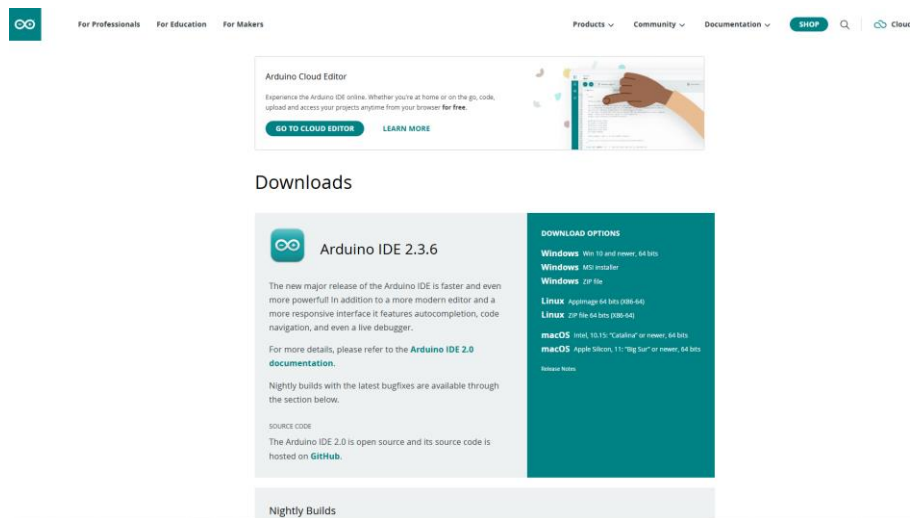 For Professionals For Education For Makers Products Community Documentation SHOP Cloud
Arduino Cloud Editor
Experience the Arduino IDE online. Whether you're at home or on the go, code,
upload and access your projects anytime from your browser for free.
GO TO CLOUD EDITOR LEARN MORE
Downloads
Arduino IDE 2.3.6
The new major release of the Arduino IDE is faster and even
more powerful! In addition to a more modern editor and a
more responsive interface it features autocompletion, code
navigation, and even a live debugger.
For more details, please refer to the Arduino IDE 2.0
documentation.
Nightly builds with the latest bugfixes are available through
the section below.
SOURCE CODE
The Arduino IDE 2.0 is open source and its source code is
hosted on GitHub.
DOWNLOAD OPTIONS
Windows Win 10 and newer, 64 bits
Windows MSI installer
Windows ZIP file
Linux AppImage 64 bits (X86-64)
Linux ZIP file 64 bits (X86-64)
macOS Intel, 10.15: "Catalina" or newer, 64 bits
macOS Apple Silicon, 11: "Big Sur" or newer, 64 bits
Release Notes
Nightly Builds